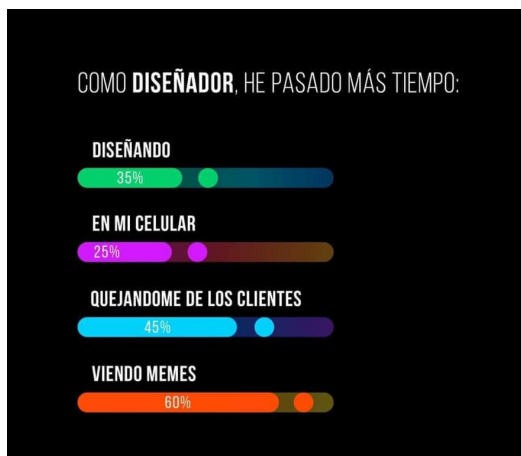 COMO DISEÑADOR, HE PASADO MÁS TIEMPO:
DISEÑANDO
35%
EN MI CELULAR
25%
QUEJANDOME DE LOS CLIENTES
45%
VIENDO MEMES
60%